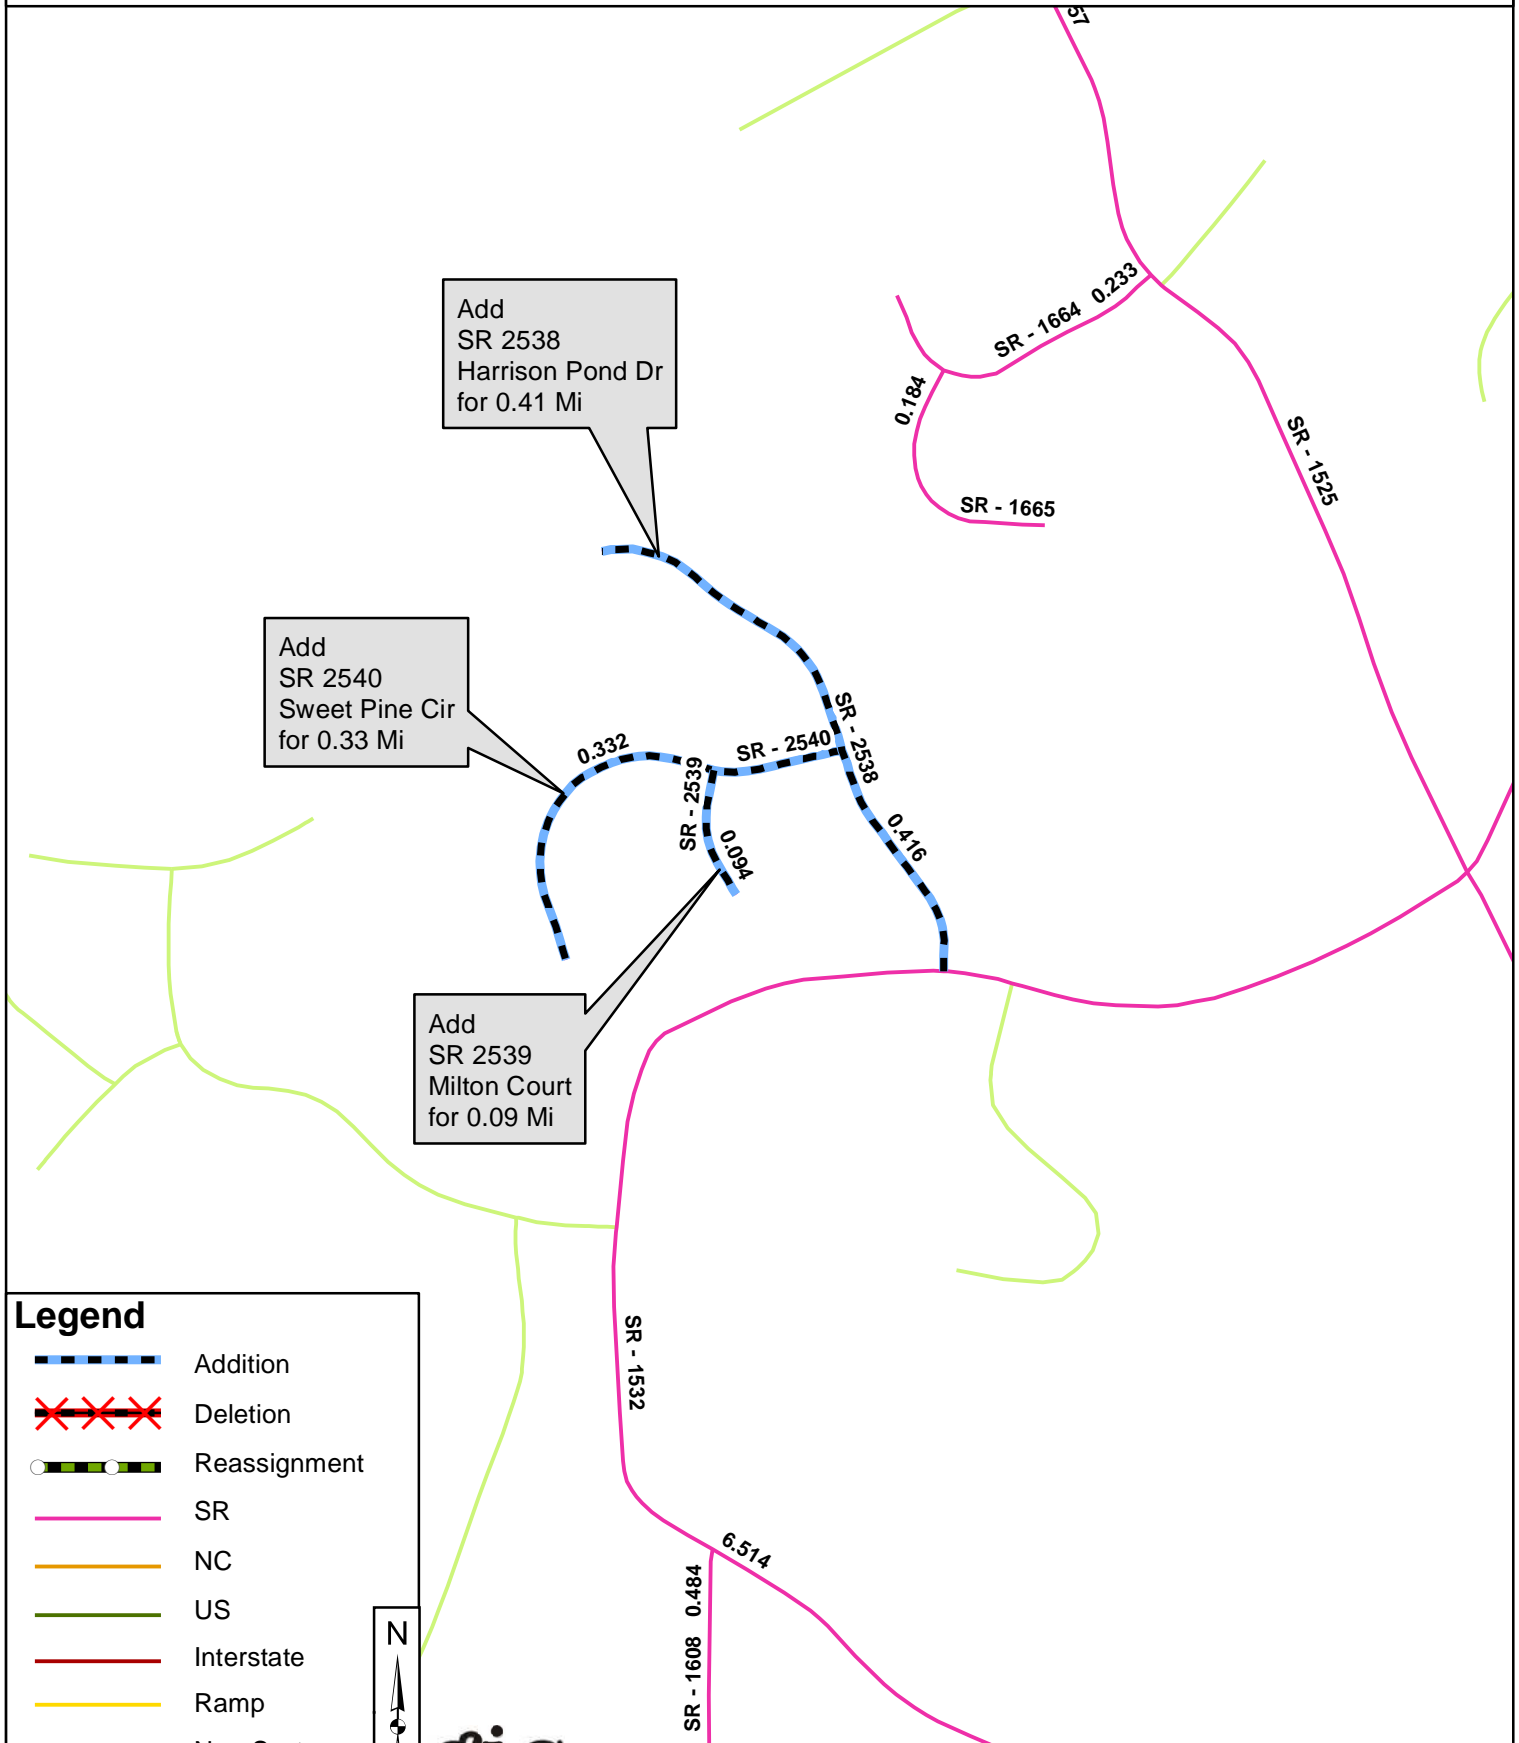 57
0.233
SR - 1664
Add
SR 2538
Harrison Pond Dr
for 0.41 Mi
0.184
SR - 1525
SR - 1665
Add
SR 2540
Sweet Pine Cir
for 0.33 Mi
SR - 2538
0.332
SR - 2540
SR - 2539
0.416
0.094
Add
SR 2539
Milton Court
for 0.09 Mi
SR - 1532
Legend
Addition
Deletion
Reassignment
SR
NC
US
Interstate
Ramp
N
6.514
SR - 1608 0.484